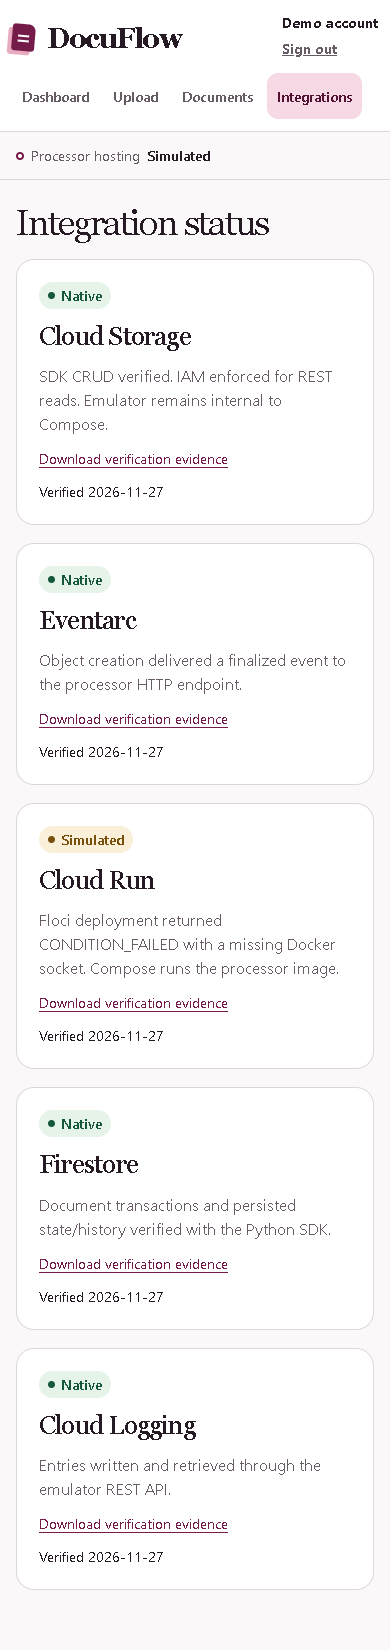 DocuFlow
Demo account
Sign out
Dashboard
Upload
Documents
Integrations
Processor hosting Simulated
Integration status
Native
Cloud Storage
SDK CRUD verified. IAM enforced for REST
reads. Emulator remains internal to
Compose.
Download verification evidence
Verified 2026-11-27
Native
Eventarc
Object creation delivered a finalized event to
the processor HTTP endpoint.
Download verification evidence
Verified 2026-11-27
Simulated
Cloud Run
Floci deployment returned
CONDITION_FAILED with a missing Docker
socket. Compose runs the processor image.
Download verification evidence
Verified 2026-11-27
Native
Firestore
Document transactions and persisted
state/history verified with the Python SDK.
Download verification evidence
Verified 2026-11-27
Native
Cloud Logging
Entries written and retrieved through the
emulator REST API.
Download verification evidence
Verified 2026-11-27